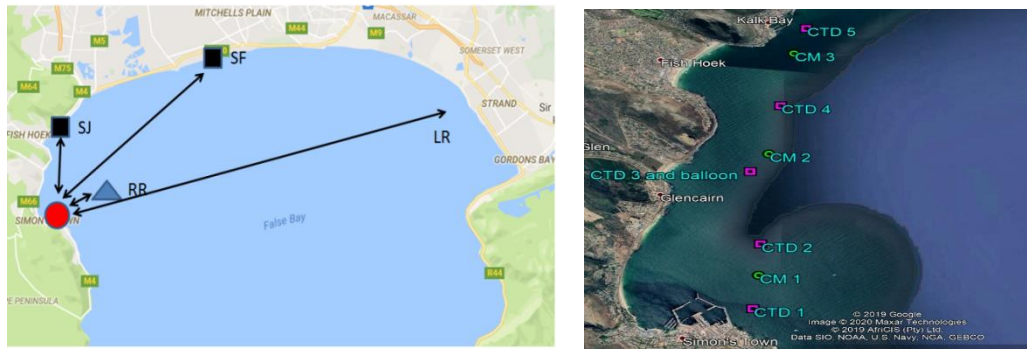 MITCHELLS PLAIN
MACASSAR
M44
M9
M5
SF
SOMERSET WEST
M75
M64
M4
STRAND
Sir
FISH HOEK
SJ
LR
GORDONS BAY
RR
M66
SIMON
False Bay
R44
M4
PE PENINSULA
Kalk Bay
CTD 5
CM 3
Fish Hoek
CTD 4
Glen
CM 2
CTD 3 and balloon
Glencairn
CTD 2
CM 1
CTD 1
Simon's Town
© 2019 Google
Image © 2020 Maxar Technologies
© 2019 AfriGIS (Pty) Ltd.
Data SIO, NOAA, U.S. Navy, NGA, GEBCO